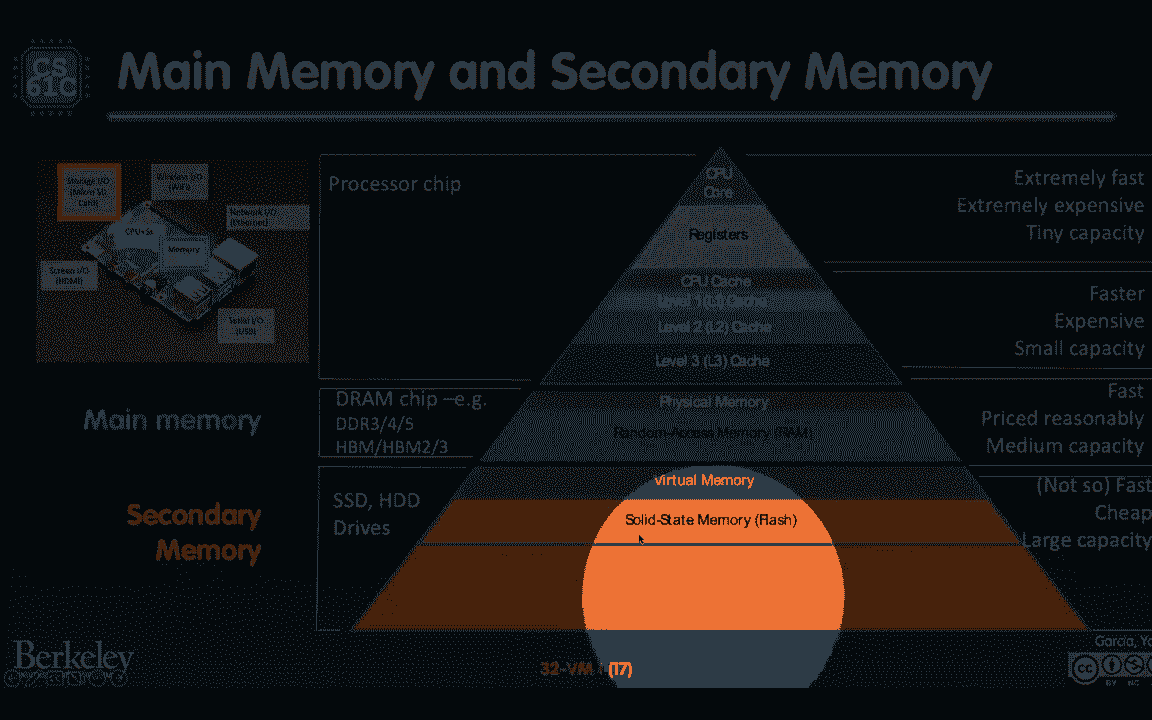 CS
61C
Main Memory and Secondary Memory
Storage I/O
(Micro SD
Card)
(WiFi)
Network I/O
(Ethernet)
CPU+$s
Memory
Screen I/O
(HDMI)
Serial I/O
(USB)
Processor chip
CPU
Core
Registers
CPU Cache
Level 1 (L1) Cache
Level 2 (L2) Cache
Level 3 (L3) Cache
Extremely fast
Extremely expensive
Tiny capacity
Faster
Expensive
Small capacity
Main memory
DRAM chip –e.g.
DDR3/4/5
HBM/HBM2/3
Physical Memory
Random-Access Memory (RAM)
Fast
Priced reasonably
Medium capacity
Secondary
Memory
SSD, HDD
Drives
Virtual Memory
Solid-State Memory (Flash)
(Not so) Fast
Cheap
Large capacity
Berkeley
32-VM I (17)
Garcia, Yo
cc
BY NC